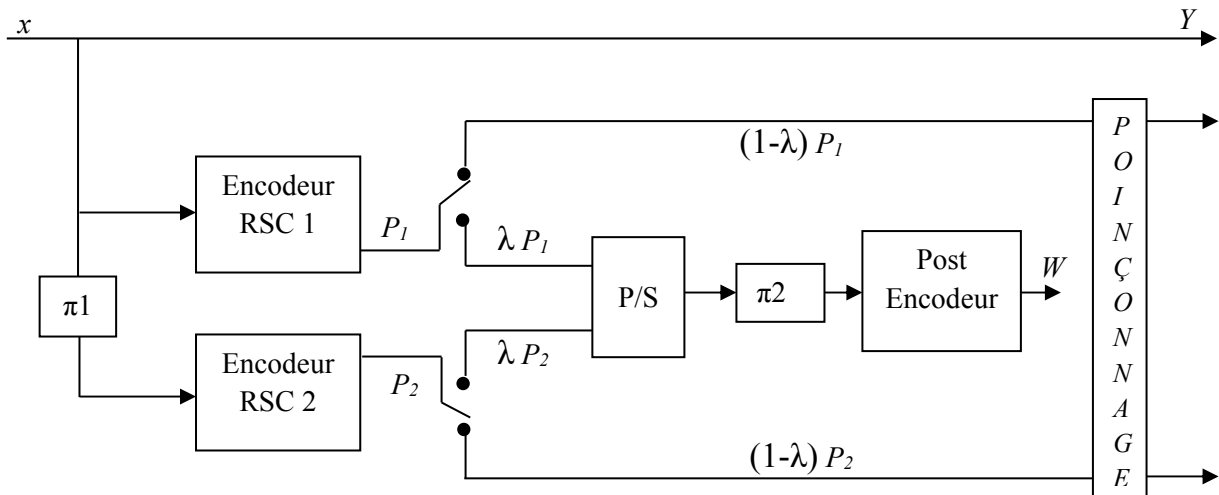 x
Y
(1-λ) P1
Encodeur
RSC 1
P1
λ P1
π1
P/S
π2
Post
Encodeur
W
Encodeur
RSC 2
P2
λ P2
(1-λ) P2
P
O
I
N
Ç
O
N
N
A
G
E